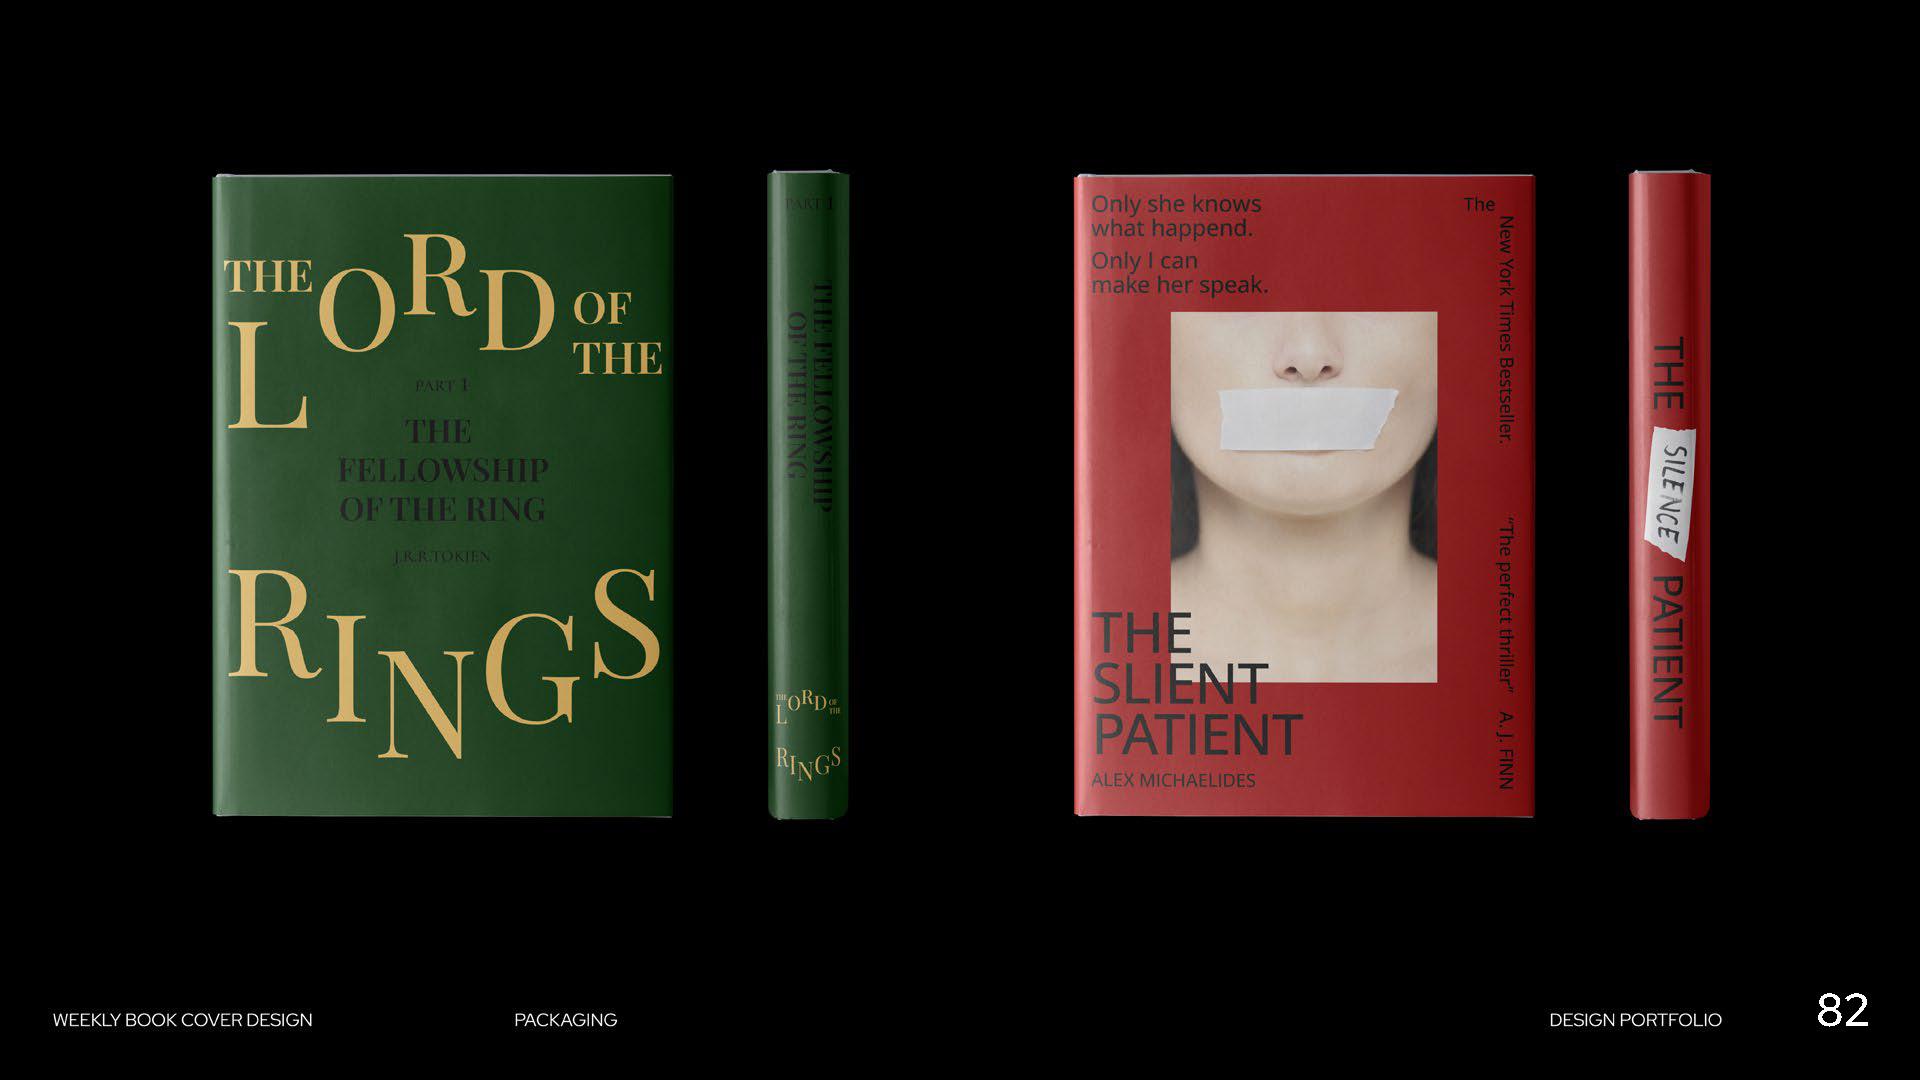 THE
LORD
OF
THE
PART 1
THE
FELLOWSHIP
OF THE RING
J.R.R.TOKIEN
RINGS
PART 1
THE FELLOWSHIP
OF THE RING
THE
LORD
OF
THE
RINGS
Only she knows
what happend.
Only I can
make her speak.
The
New York Times Bestseller.
"The perfect thriller" A. J. FINN
THE
SLIENT
PATIENT
ALEX MICHAELIDES
THE SILENCE PATIENT
WEEKLY BOOK COVER DESIGN
PACKAGING
DESIGN PORTFOLIO
82